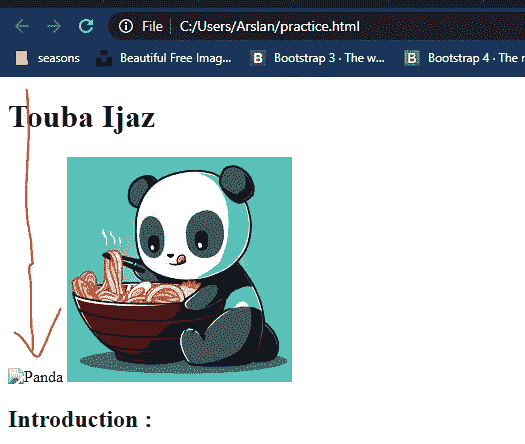 File C:/Users/Arslan/practice.html
seasons Beautiful Free Imag... Bootstrap 3 · The w... Bootstrap 4 · The r
Touba Ijaz
Panda
Introduction :